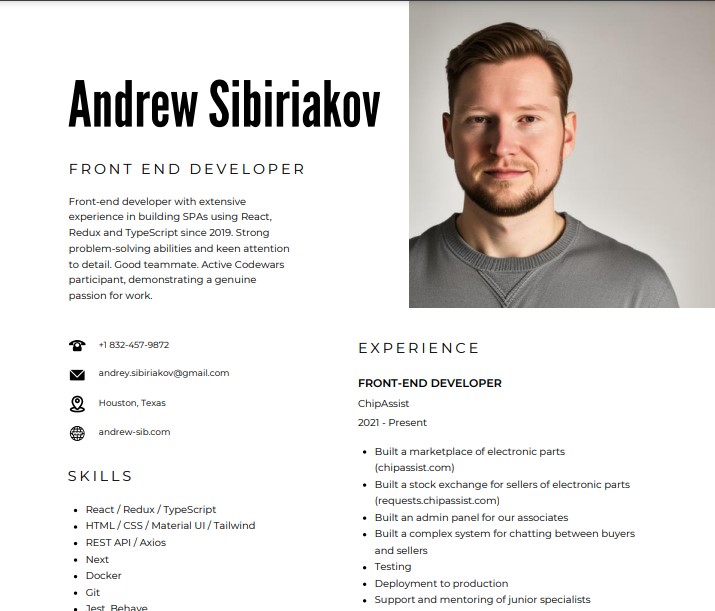 Andrew Sibiriakov
FRONT END DEVELOPER
Front-end developer with extensive
experience in building SPAs using React,
Redux and TypeScript since 2019. Strong
problem-solving abilities and keen attention
to detail. Good teammate. Active Codewars
participant, demonstrating a genuine
passion for work.
+1 832-457-9872
andrey.sibiriakov@gmail.com
Houston, Texas
andrew-sib.com
SKILLS
React / Redux / TypeScript
HTML / CSS / Material UI / Tailwind
REST API / Axios
Next
Docker
Git
Jest, Behave
EXPERIENCE
FRONT-END DEVELOPER
ChipAssist
2021 - Present
Built a marketplace of electronic parts
(chipassist.com)
Built a stock exchange for sellers of electronic parts
(requests.chipassist.com)
Built an admin panel for our associates
Built a complex system for chatting between buyers
and sellers
Testing
Deployment to production
Support and mentoring of junior specialists